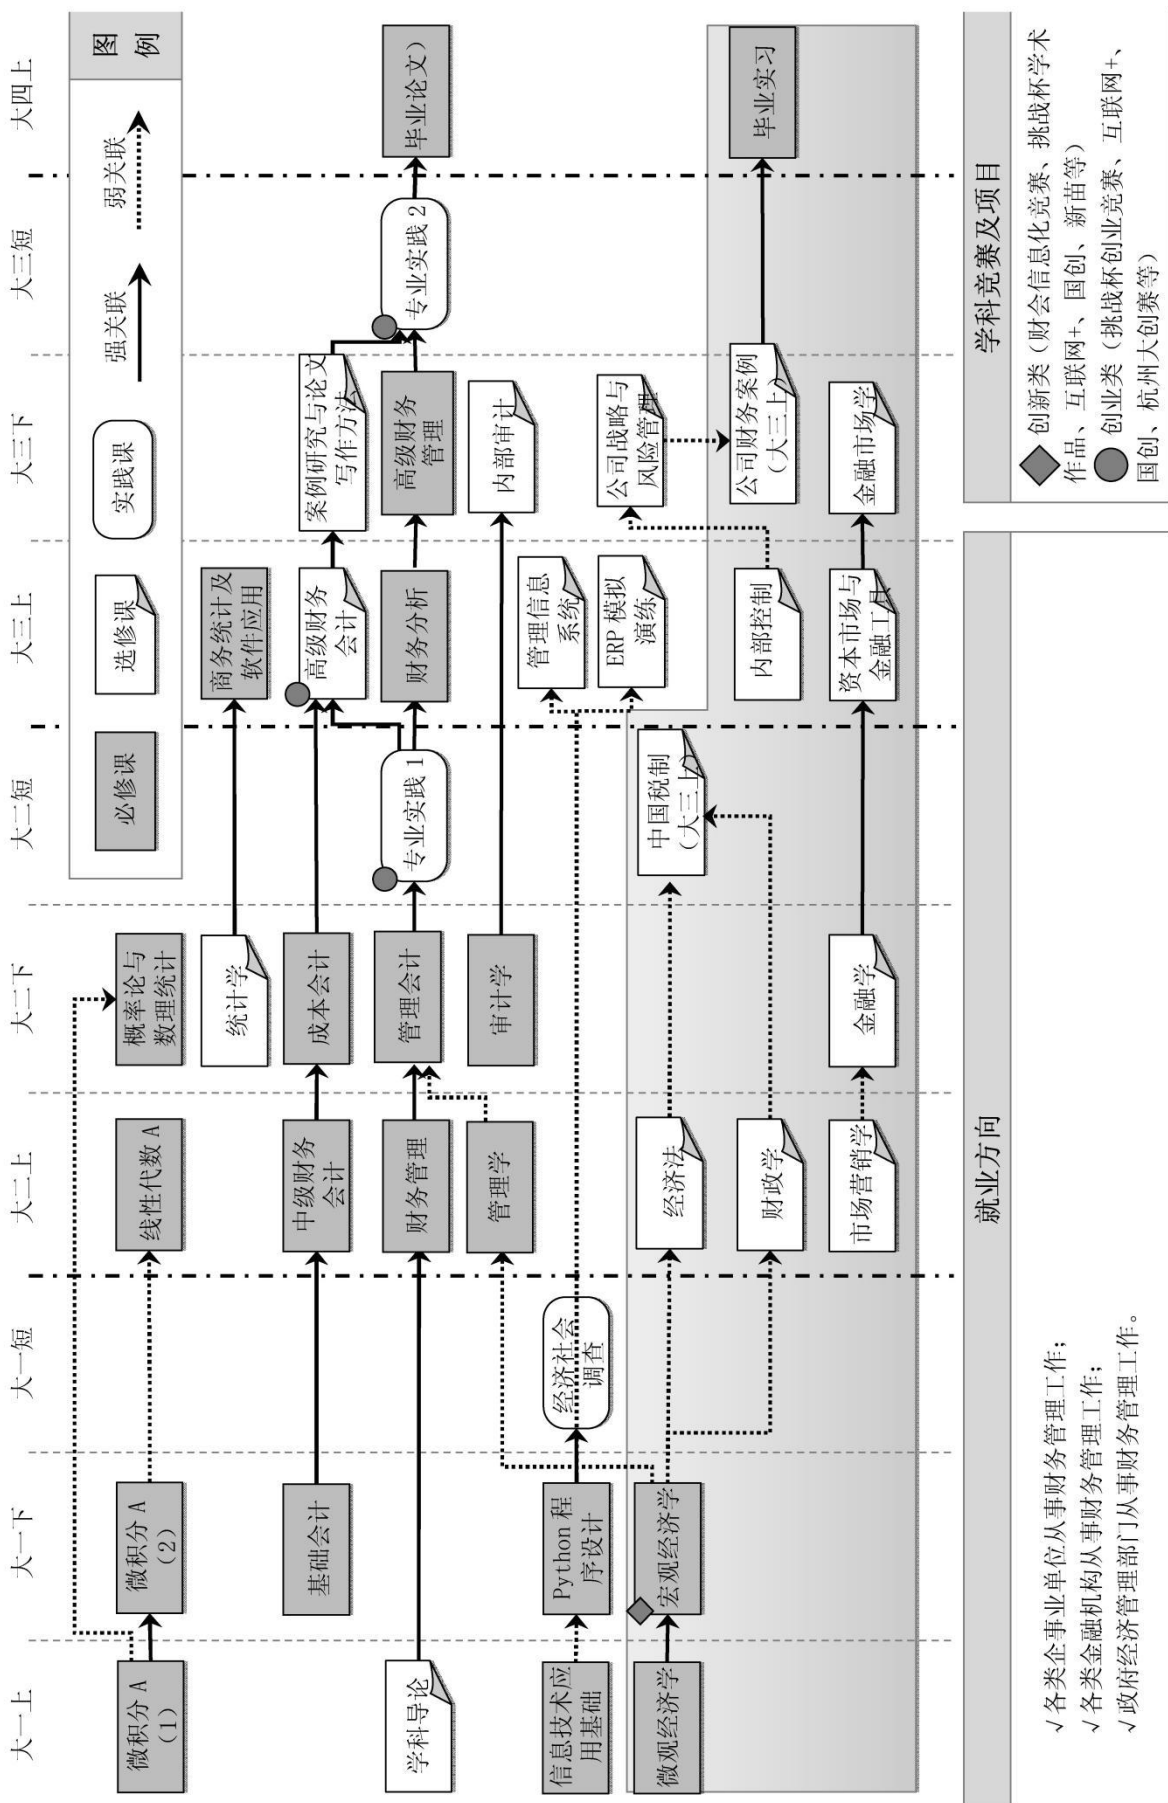 大一上
大一下
大一短
大二上
大二下
大二短
大三上
大三下
大三短
大四上
图
例
必修课
选修课
实践课
强关联
弱关联
微积分 A
（1）
微积分 A
（2）
线性代数 A
概率论与
数理统计
统计学
商务统计及
软件应用
基础会计
中级财务
会计
成本会计
高级财务
会计
案例研究与论文
写作方法
学科导论
财务管理
管理会计
专业实践 1
财务分析
高级财务
管理
专业实践 2
毕业论文）
管理学
审计学
内部审计
信息技术应
用基础
Python 程
序设计
经济社会
调查
管理信息
系统
ERP 模拟
演练
公司战略与
风险管理
微观经济学
宏观经济学
经济法
中国税制
（大三上）
财政学
内部控制
公司财务案例
（大三上）
毕业实习
市场营销学
金融学
资本市场与
金融工具
金融市场学
就业方向
√各类企事业单位从事财务管理工作；
√各类金融机构从事财务管理工作；
√政府经济管理部门从事财务管理工作。
学科竞赛及项目
创新类（财会信息化竞赛、挑战杯学术
作品、互联网+、国创、新苗等）
创业类（挑战杯创业竞赛、互联网+、
国创、杭州大创赛等）